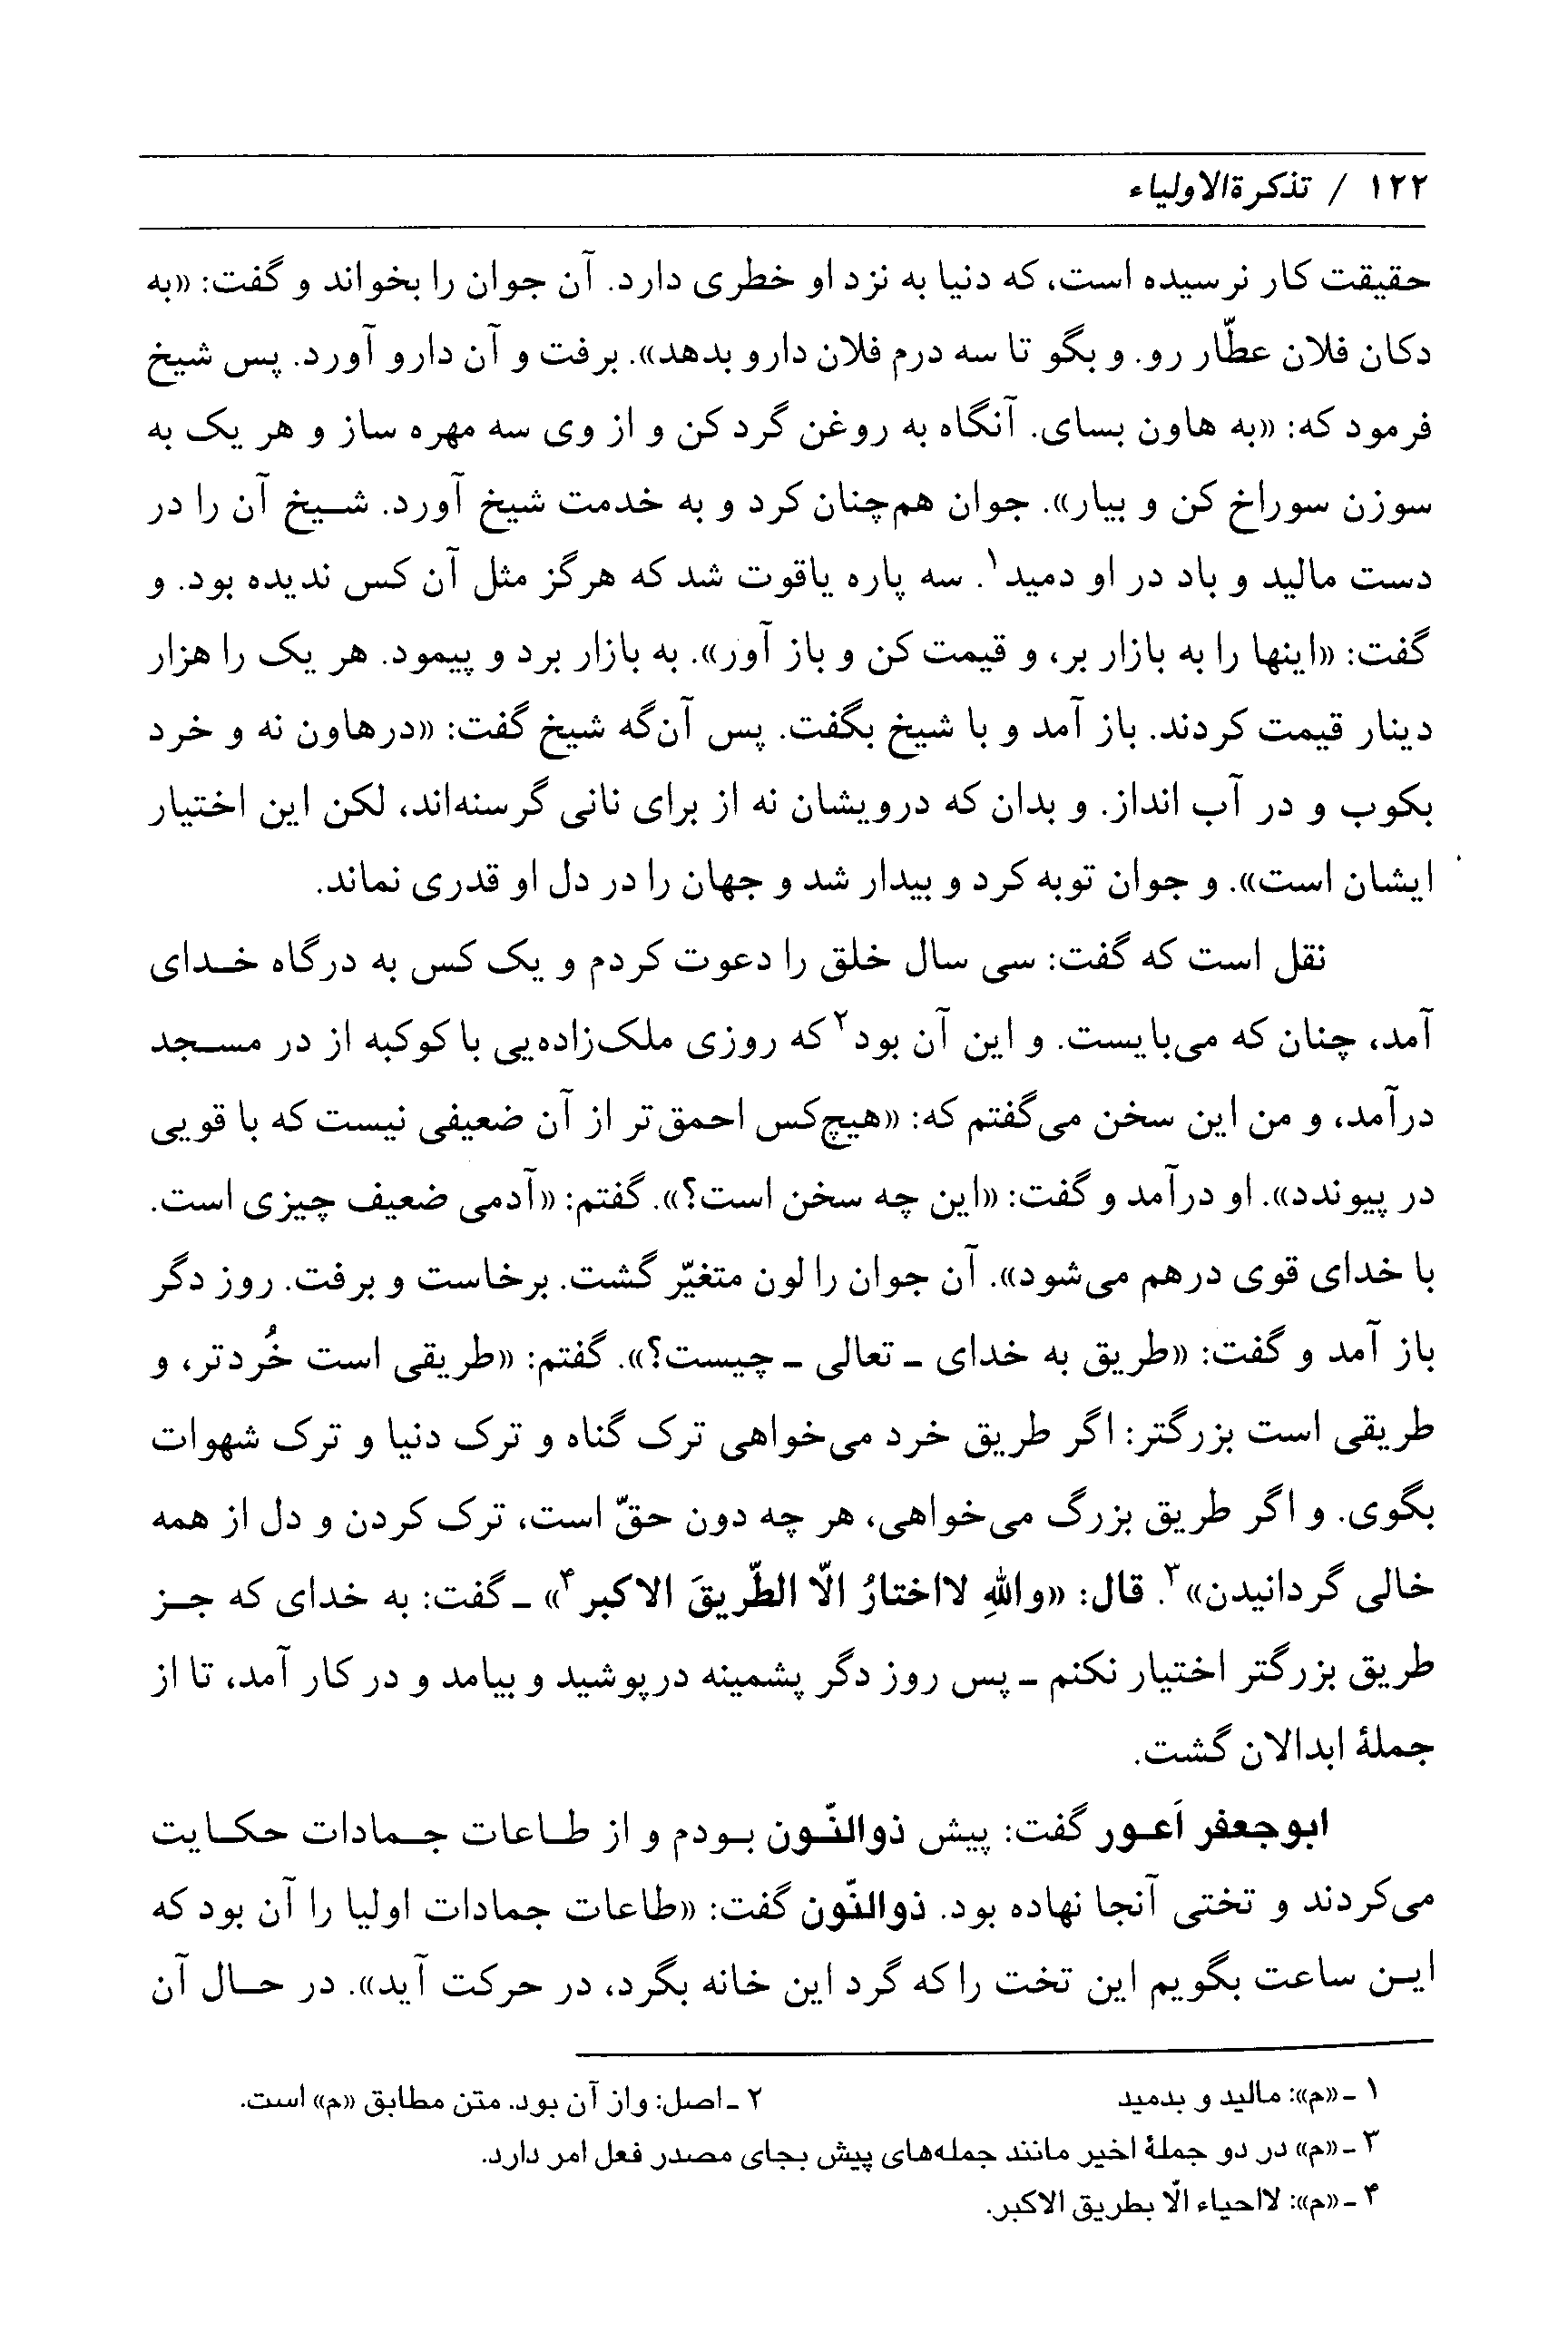 ۱۲۲ / تذکرةالاولیاء
حقیقت کار نرسیده است، که دنیا به نزد او خطری دارد. آن جوان را بخواند و گفت: «به
دکان فلان عطّار رو. و بگو تا سه درم فلان دارو بدهد». برفت و آن دارو آورد. پس شیخ
فرمود که: «به هاون بسای. آنگاه به روغن گرد کن و از وی سه مهره ساز و هر یک به
سوزن سوراخ کن و بیار». جوان هم‌چنان کرد و به خدمت شیخ آورد. شیخ آن را در
دست مالید و باد در او دمید۱. سه پاره یاقوت شد که هرگز مثل آن کس ندیده بود. و
گفت: «اینها را به بازار بر، و قیمت کن و باز آور». به بازار برد و پیمود. هر یک را هزار
دینار قیمت کردند. باز آمد و با شیخ بگفت. پس آن‌گه شیخ گفت: «درهاون نه و خرد
بکوب و در آب انداز. و بدان که درویشان نه از برای نانی گرسنه‌اند، لکن این اختیار
ایشان است». و جوان توبه کرد و بیدار شد و جهان را در دل او قدری نماند.
نقل است که گفت: سی سال خلق را دعوت کردم و یک کس به درگاه خدای
آمد، چنان که می‌بایست. و این آن بود۲ که روزی ملک‌زاده‌یی با کوکبه از در مسجد
درآمد، و من این سخن می‌گفتم که: «هیچ‌کس احمق‌تر از آن ضعیفی نیست که با قویی
در پیوندد». او درآمد و گفت: «این چه سخن است؟». گفتم: «آدمی ضعیف چیزی است.
با خدای قوی درهم می‌شود». آن جوان را لون متغیّر گشت. برخاست و برفت. روز دگر
باز آمد و گفت: «طریق به خدای ـ تعالی ـ چیست؟». گفتم: «طریقی است خُردتر، و
طریقی است بزرگتر: اگر طریق خرد می‌خواهی ترک گناه و ترک دنیا و ترک شهوات
بگوی. و اگر طریق بزرگ می‌خواهی، هر چه دون حقّ است، ترک کردن و دل از همه
خالی گردانیدن»۳. قال: «واللهِ لااختارُ الّا الطّریقَ الاکبر۴» ـ گفت: به خدای که جز
طریق بزرگتر اختیار نکنم ـ پس روز دگر پشمینه درپوشید و بیامد و در کار آمد، تا از
جملهٔ ابدالان گشت.
ابوجعفر اَعور گفت: پیش ذوالنّون بودم و از طاعات جمادات حکایت
می‌کردند و تختی آنجا نهاده بود. ذوالنّون گفت: «طاعات جمادات اولیا را آن بود که
این ساعت بگویم این تخت را که گرد این خانه بگرد، در حرکت آید». در حال آن
۱ ـ «م»: مالید و بدمید ۲ ـ اصل: واز آن بود. متن مطابق «م» است.
۳ ـ «م» در دو جملهٔ اخیر مانند جمله‌های پیش بجای مصدر فعل امر دارد.
۴ ـ «م»: لااحیاء الّا بطریق الاکبر.